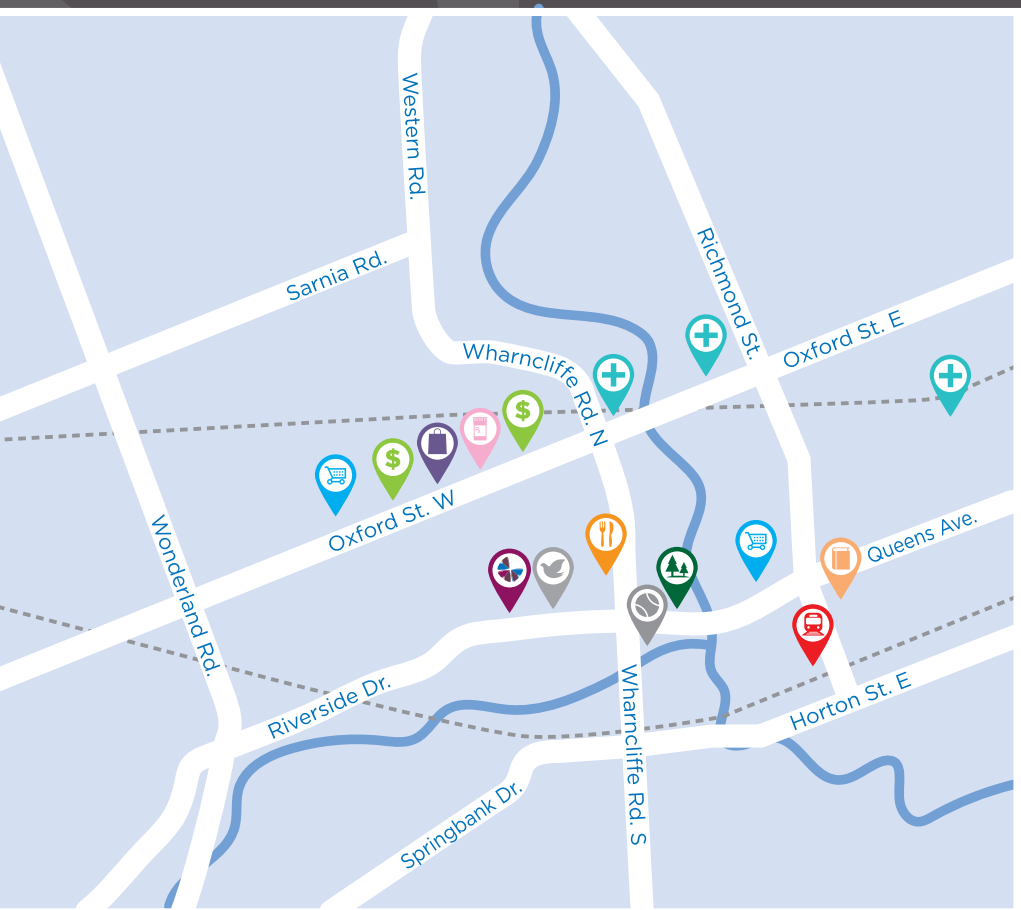 Western Rd.
Richmond St.
Sarnia Rd.
Oxford St. E
Wharncliffe Rd. N
$
$
Oxford St. W
Wonderland Rd.
Queens Ave.
Riverside Dr.
Wharncliffe Rd. S
Horton St. E
Springbank Dr.